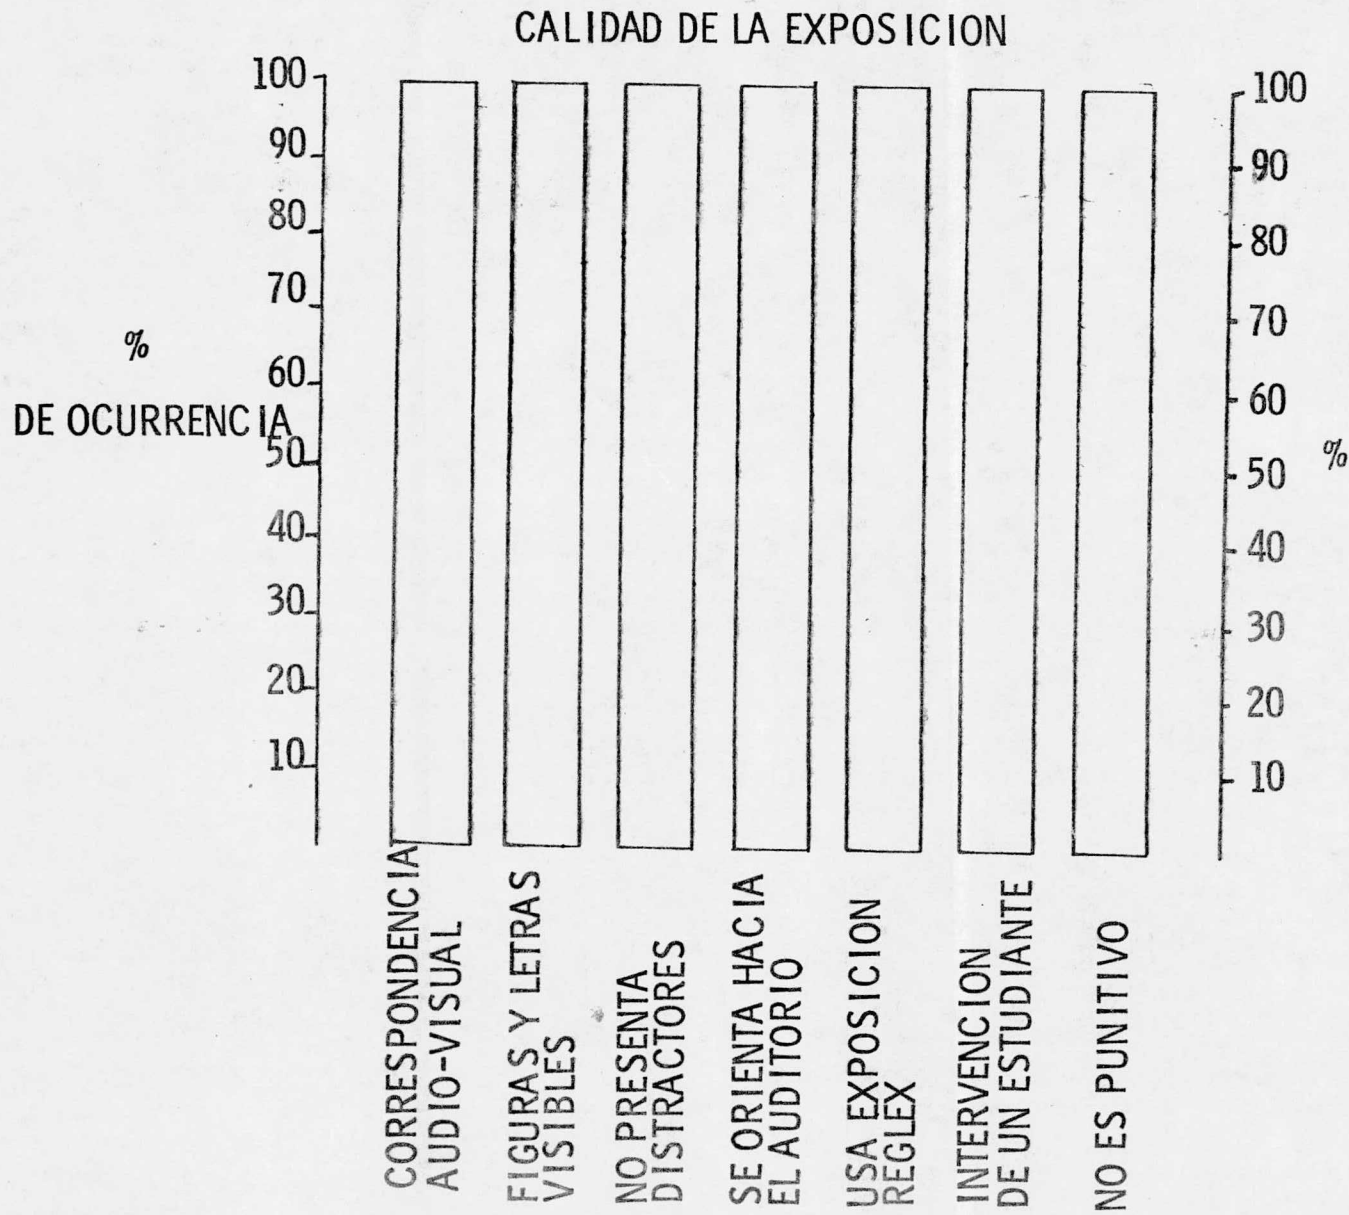 CALIDAD DE LA EXPOSICION
100
90
80
70
60
50
40
30
20
10
%
DE OCURRENCIA
100
90
80
70
60
50
40
30
20
10
%
CORRESPONDENCIA
AUDIO-VISUAL
FIGURAS Y LETRAS
VISIBLES
NO PRESENTA
DISTRACTORES
SE ORIENTA HACIA
EL AUDITORIO
USA EXPOSICION
REGLEX
INTERVENCION
DE UN ESTUDIANTE
NO ES PUNITIVO